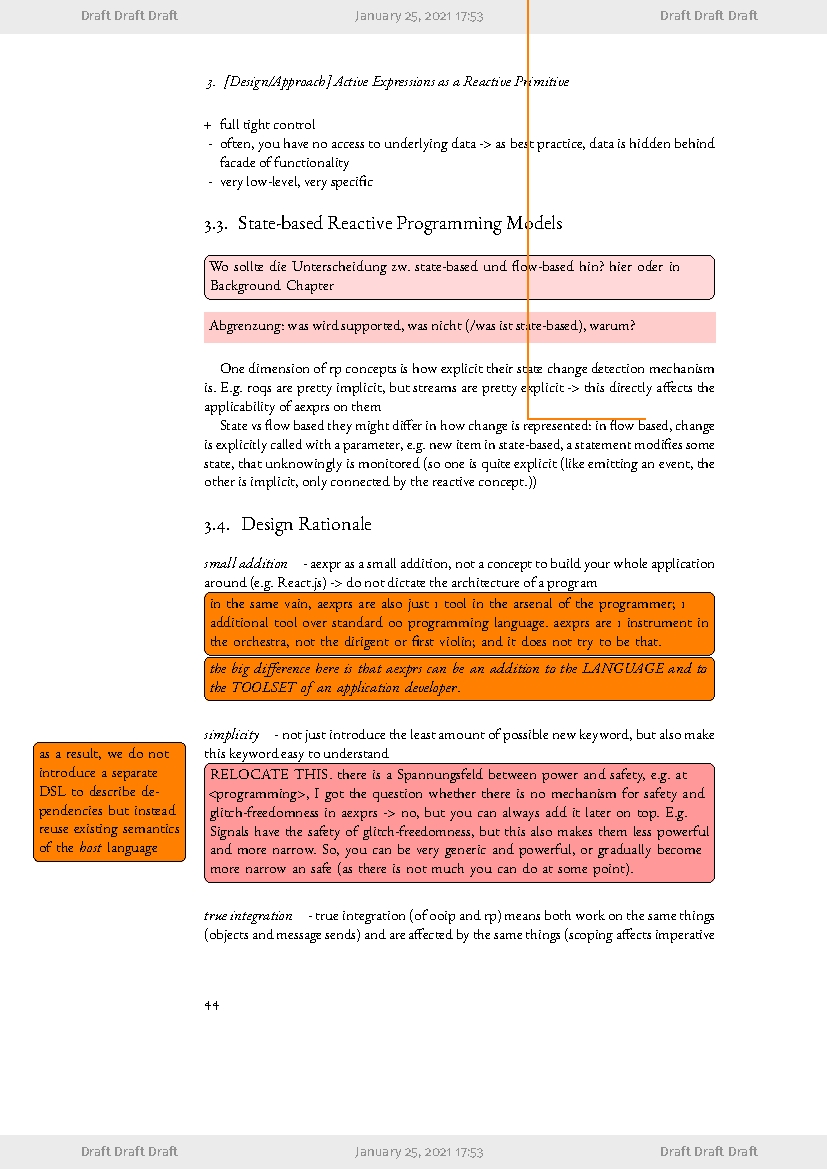 Draft Draft Draft January 25, 2021 17:53 Draft Draft Draft
3. [Design/Approach] Active Expressions as a Reactive Primitive
+ full tight control
- often, you have no access to underlying data -> as best practice, data is hidden behind
facade of functionality
- very low-level, very specific
3.3. State-based Reactive Programming Models
Wo sollte die Unterscheidung zw. state-based und flow-based hin? hier oder in
Background Chapter
Abgrenzung: was wird supported, was nicht (/was ist state-based), warum?
One dimension of rp concepts is how explicit their state change detection mechanism
is. E.g. roqs are pretty implicit, but streams are pretty explicit -> this directly affects the
applicability of aexprs on them
State vs flow based they might differ in how change is represented: in flow based, change
is explicitly called with a parameter, e.g. new item in state-based, a statement modifies some
state, that unknowingly is monitored (so one is quite explicit (like emitting an event, the
other is implicit, only connected by the reactive concept.))
3.4. Design Rationale
small addition - aexpr as a small addition, not a concept to build your whole application
around (e.g. React.js) -> do not dictate the architecture of a program
in the same vain, aexprs are also just 1 tool in the arsenal of the programmer; 1
additional tool over standard oo programming language. aexprs are 1 instrument in
the orchestra, not the dirigent or first violin; and it does not try to be that.
the big difference here is that aexprs can be an addition to the LANGUAGE and to
the TOOLSET of an application developer.
simplicity - not just introduce the least amount of possible new keyword, but also make
this keyword easy to understand
as a result, we do not
introduce a separate
DSL to describe de-
pendencies but instead
reuse existing semantics
of the host language
RELOCATE THIS. there is a Spannungsfeld between power and safety, e.g. at
<programming>, I got the question whether there is no mechanism for safety and
glitch-freedomness in aexprs -> no, but you can always add it later on top. E.g.
Signals have the safety of glitch-freedomness, but this also makes them less powerful
and more narrow. So, you can be very generic and powerful, or gradually become
more narrow an safe (as there is not much you can do at some point).
true integration - true integration (of ooip and rp) means both work on the same things
(objects and message sends) and are affected by the same things (scoping affects imperative
44
Draft Draft Draft January 25, 2021 17:53 Draft Draft Draft